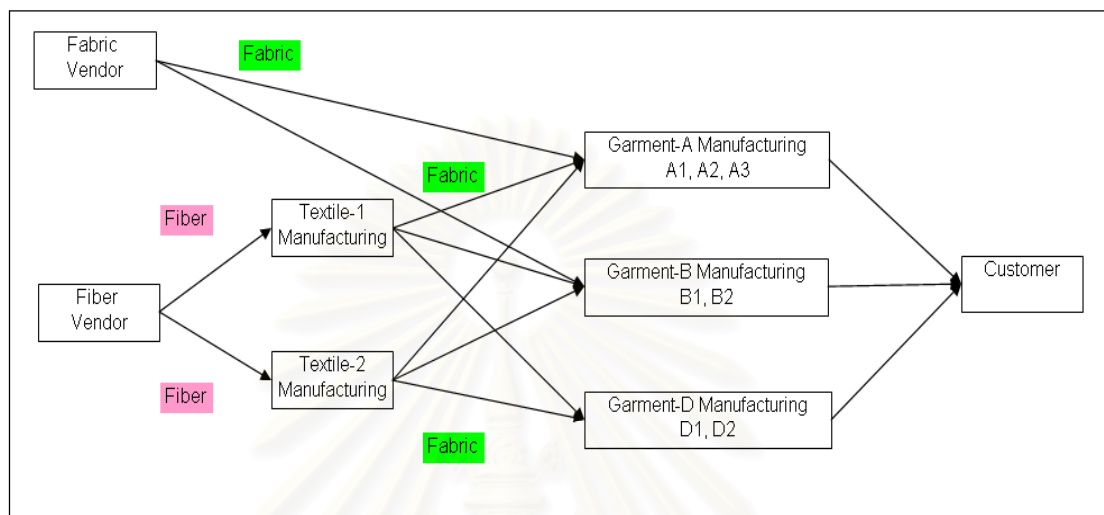 Fabric
Vendor
Fabric
Garment-A Manufacturing
A1, A2, A3
Fabric
Fiber
Textile-1
Manufacturing
Garment-B Manufacturing
B1, B2
Customer
Fiber
Vendor
Textile-2
Manufacturing
Fiber
Garment-D Manufacturing
D1, D2
Fabric